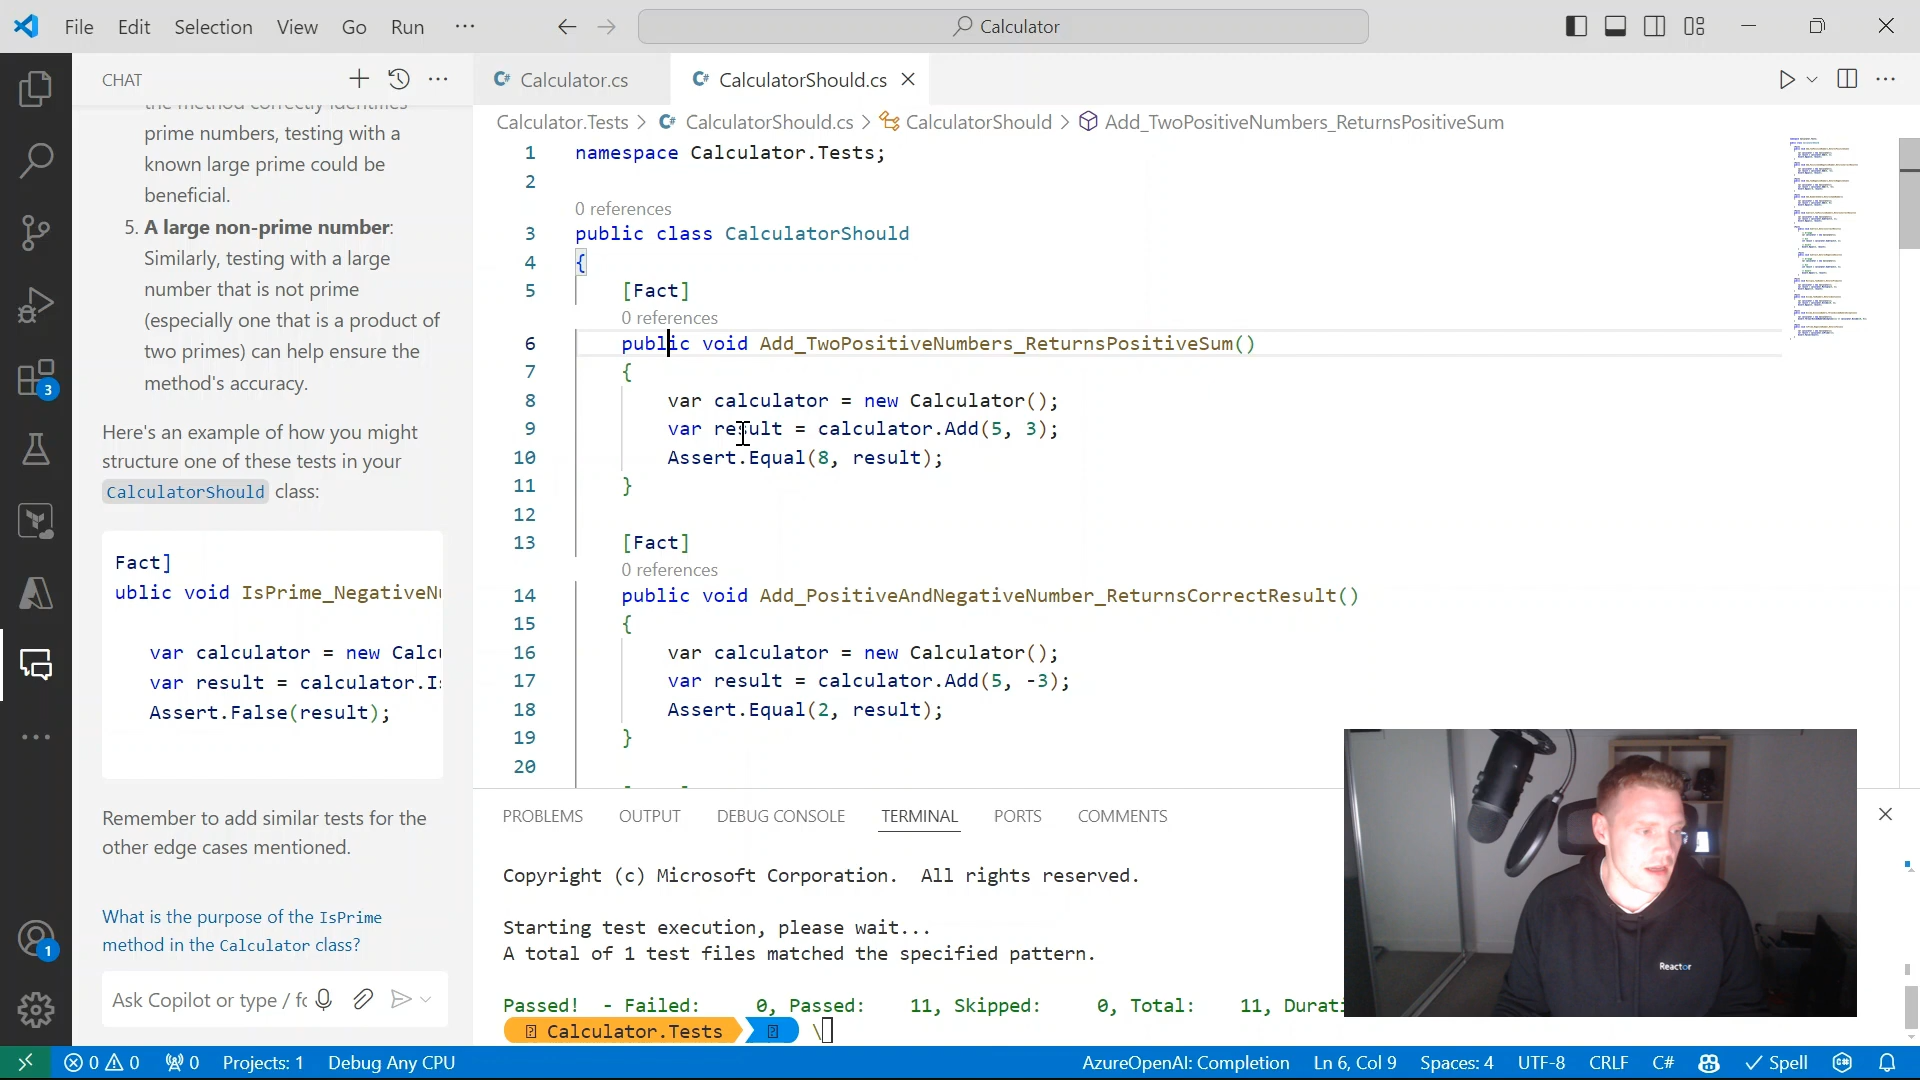 File Edit Selection View Go Run ···
Calculator
CHAT
Calculator.cs
CalculatorShould.cs
Calculator.Tests > CalculatorShould.cs > CalculatorShould > Add_TwoPositiveNumbers_ReturnsPositiveSum
the method correctly identifies
prime numbers, testing with a
known large prime could be
beneficial.
5. A large non-prime number:
Similarly, testing with a large
number that is not prime
(especially one that is a product of
two primes) can help ensure the
method's accuracy.
Here's an example of how you might
structure one of these tests in your
CalculatorShould class:
Fact]
ublic void IsPrime_NegativeN
var calculator = new Calc
var result = calculator.I
Assert.False(result);
Remember to add similar tests for the
other edge cases mentioned.
What is the purpose of the IsPrime
method in the Calculator class?
Ask Copilot or type / fo
3
1
1 namespace Calculator.Tests;
2
0 references
3 public class CalculatorShould
4 {
5 [Fact]
0 references
6 public void Add_TwoPositiveNumbers_ReturnsPositiveSum()
7 {
8 var calculator = new Calculator();
9 var result = calculator.Add(5, 3);
10 Assert.Equal(8, result);
11 }
12
13 [Fact]
0 references
14 public void Add_PositiveAndNegativeNumber_ReturnsCorrectResult()
15 {
16 var calculator = new Calculator();
17 var result = calculator.Add(5, -3);
18 Assert.Equal(2, result);
19 }
20
PROBLEMS OUTPUT DEBUG CONSOLE TERMINAL PORTS COMMENTS
Copyright (c) Microsoft Corporation. All rights reserved.
Starting test execution, please wait...
A total of 1 test files matched the specified pattern.
Passed! - Failed: 0, Passed: 11, Skipped: 0, Total: 11, Durati
Calculator.Tests \
Reactor
0 0 0 Projects: 1 Debug Any CPU AzureOpenAI: Completion Ln 6, Col 9 Spaces: 4 UTF-8 CRLF C# Spell